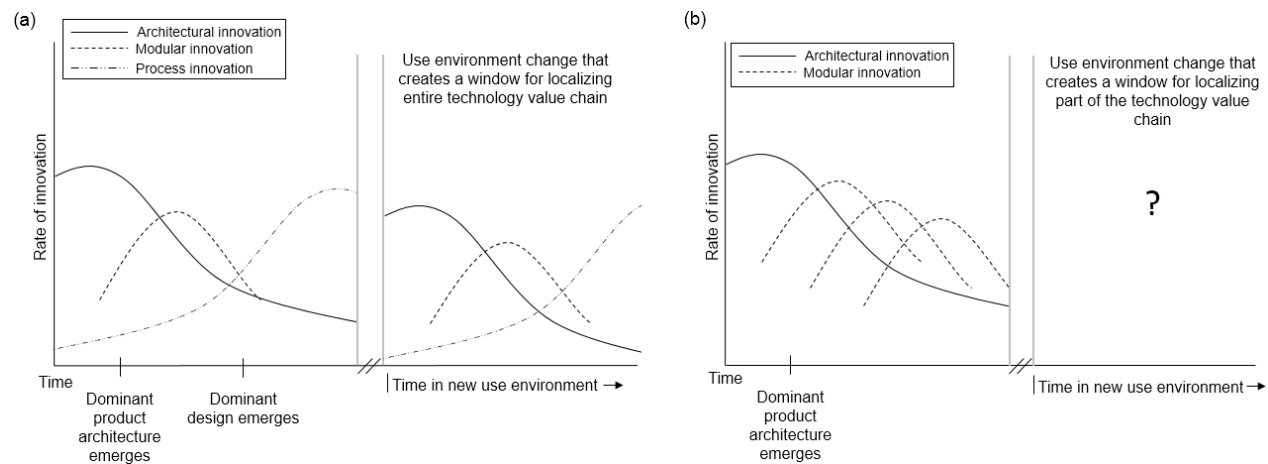 (a)
Architectural innovation
Modular innovation
Process innovation
Use environment change that
creates a window for localizing
entire technology value chain
Rate of innovation
Time
Dominant
product
architecture
emerges
Dominant
design emerges
Time in new use environment
(b)
Architectural innovation
Modular innovation
Use environment change that
creates a window for localizing
part of the technology value
chain
?
Rate of innovation
Time
Dominant
product
architecture
emerges
Time in new use environment